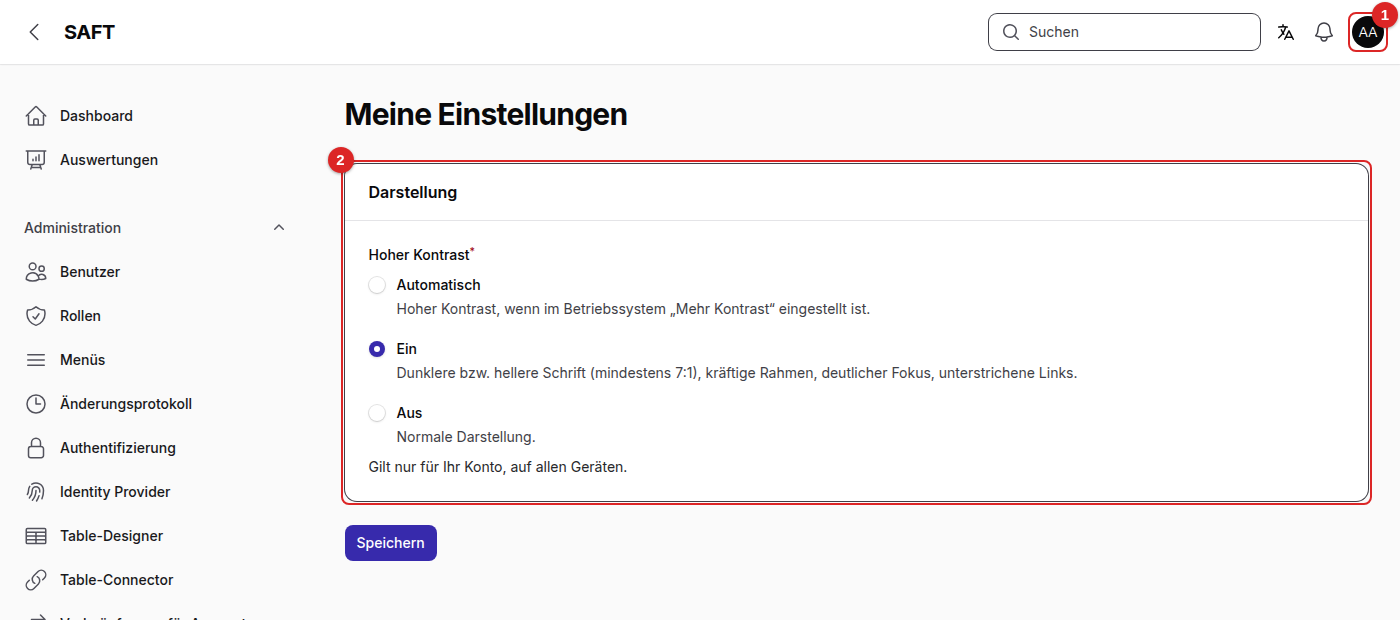 SAFT
Suchen
AA
1
Dashboard
Auswertungen
Administration
Benutzer
Rollen
Menüs
Änderungsprotokoll
Authentifizierung
Identity Provider
Table-Designer
Table-Connector
Meine Einstellungen
2
Darstellung
Hoher Kontrast*
Automatisch
Hoher Kontrast, wenn im Betriebssystem „Mehr Kontrast“ eingestellt ist.
Ein
Dunklere bzw. hellere Schrift (mindestens 7:1), kräftige Rahmen, deutlicher Fokus, unterstrichene Links.
Aus
Normale Darstellung.
Gilt nur für Ihr Konto, auf allen Geräten.
Speichern